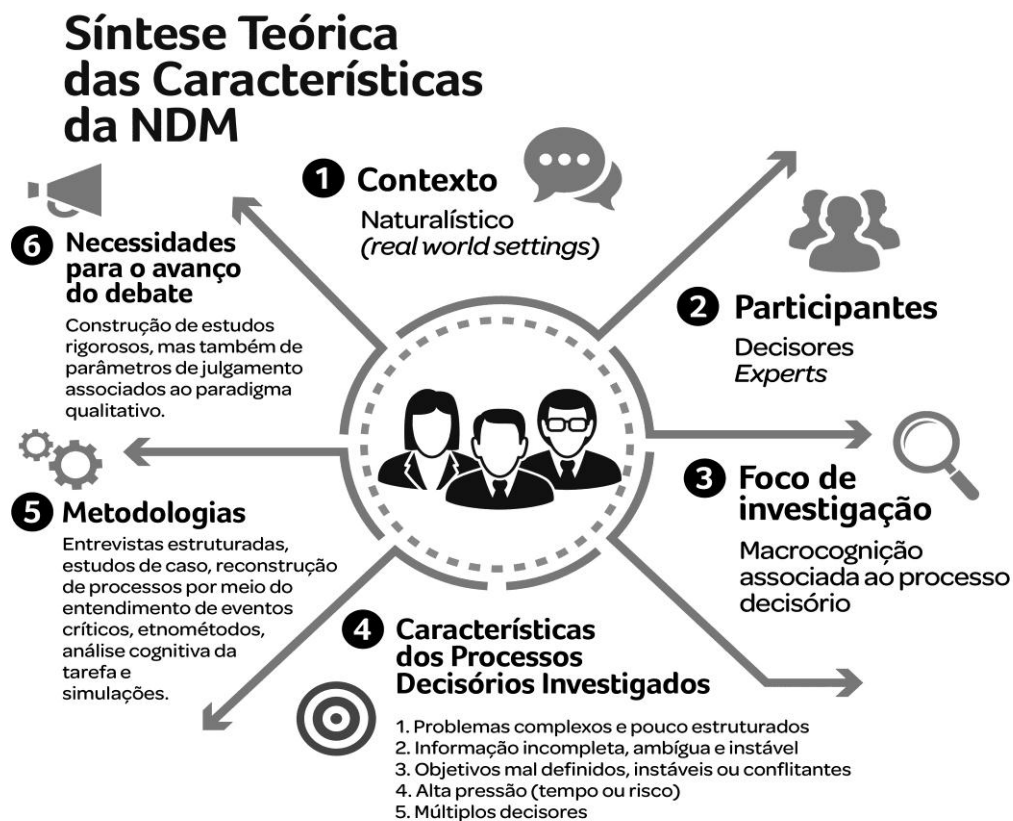 Síntese Teórica
das Características
da NDM
1 Contexto
Naturalístico
(real world settings)
2 Participantes
Decisores
Experts
3 Foco de
investigação
Macrocognição
associada ao processo
decisório
4 Características
dos Processos
Decisórios Investigados
1. Problemas complexos e pouco estruturados
2. Informação incompleta, ambígua e instável
3. Objetivos mal definidos, instáveis ou conflitantes
4. Alta pressão (tempo ou risco)
5. Múltiplos decisores
5 Metodologias
Entrevistas estruturadas,
estudos de caso, reconstrução
de processos por meio do
entendimento de eventos
críticos, etnométodos,
análise cognitiva da
tarefa e
simulações.
6 Necessidades
para o avanço
do debate
Construção de estudos
rigorosos, mas também de
parâmetros de julgamento
associados ao paradigma
qualitativo.